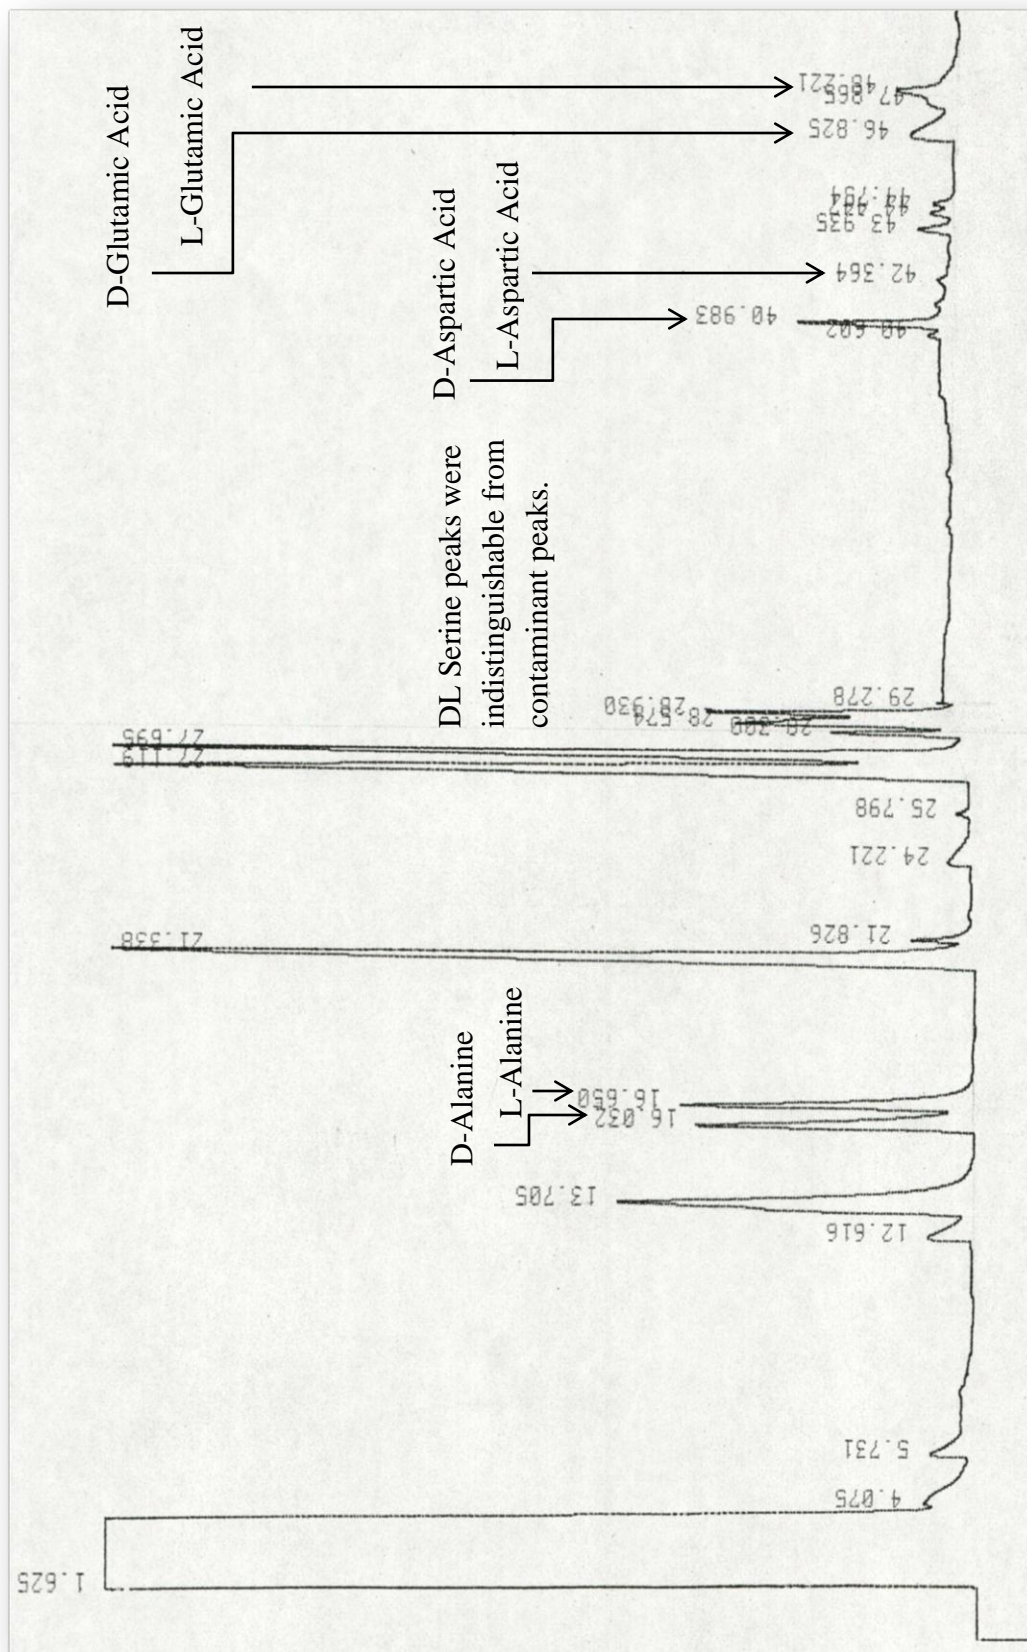 D-Glutamic Acid
L-Glutamic Acid
D-Aspartic Acid
L-Aspartic Acid
DL Serine peaks were
indistinguishable from
contaminant peaks.
D-Alanine
L-Alanine
1.625
4.075
5.731
12.616
13.705
16.032
16.650
21.338
21.826
24.221
25.798
27.119
27.695
28.574
28.930
29.278
40.602
40.983
42.364
43.935
46.825
47.865
48.221